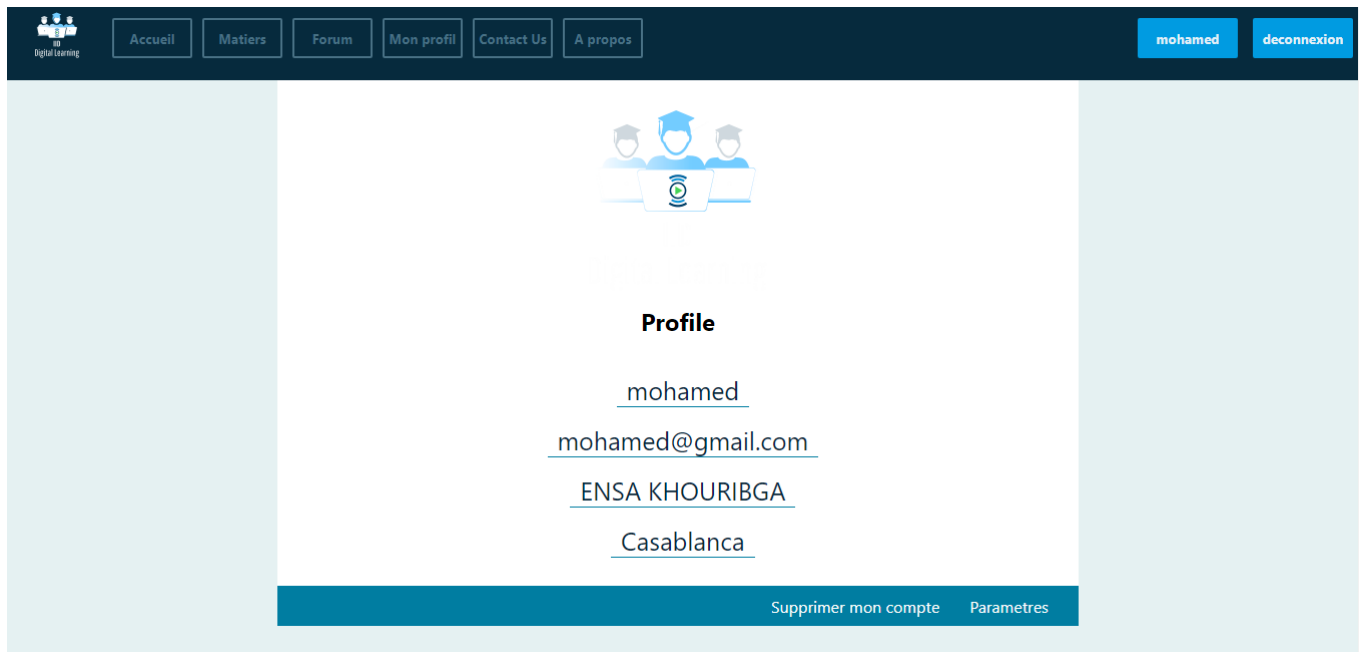 IID
Digital Learning
Accueil
Matiers
Forum
Mon profil
Contact Us
A propos
mohamed
deconnexion
Profile
mohamed
mohamed@gmail.com
ENSA KHOURIBGA
Casablanca
Supprimer mon compte
Parametres